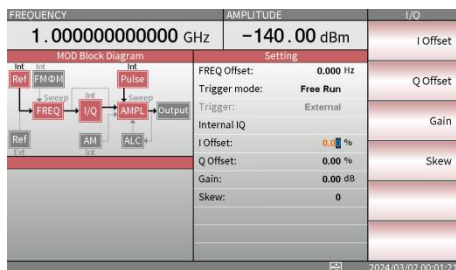 FREQUENCY
AMPLITUDE
I/Q
1.000000000000 GHz
-140.00 dBm
MOD Block Diagram
Setting
Int
Int
Int
Ref
FMΦM
Pulse
Sweep
Int
Sweep
FREQ
I/Q
AMPL
Output
Ref
AM
ALC
Ext
Int
FREQ Offset: 0.000 Hz
Trigger mode: Free Run
Trigger: External
Internal IQ
I Offset: 0.00 %
Q Offset: 0.00 %
Gain: 0.00 dB
Skew: 0
I Offset
Q Offset
Gain
Skew
2024/03/02 00:01:21